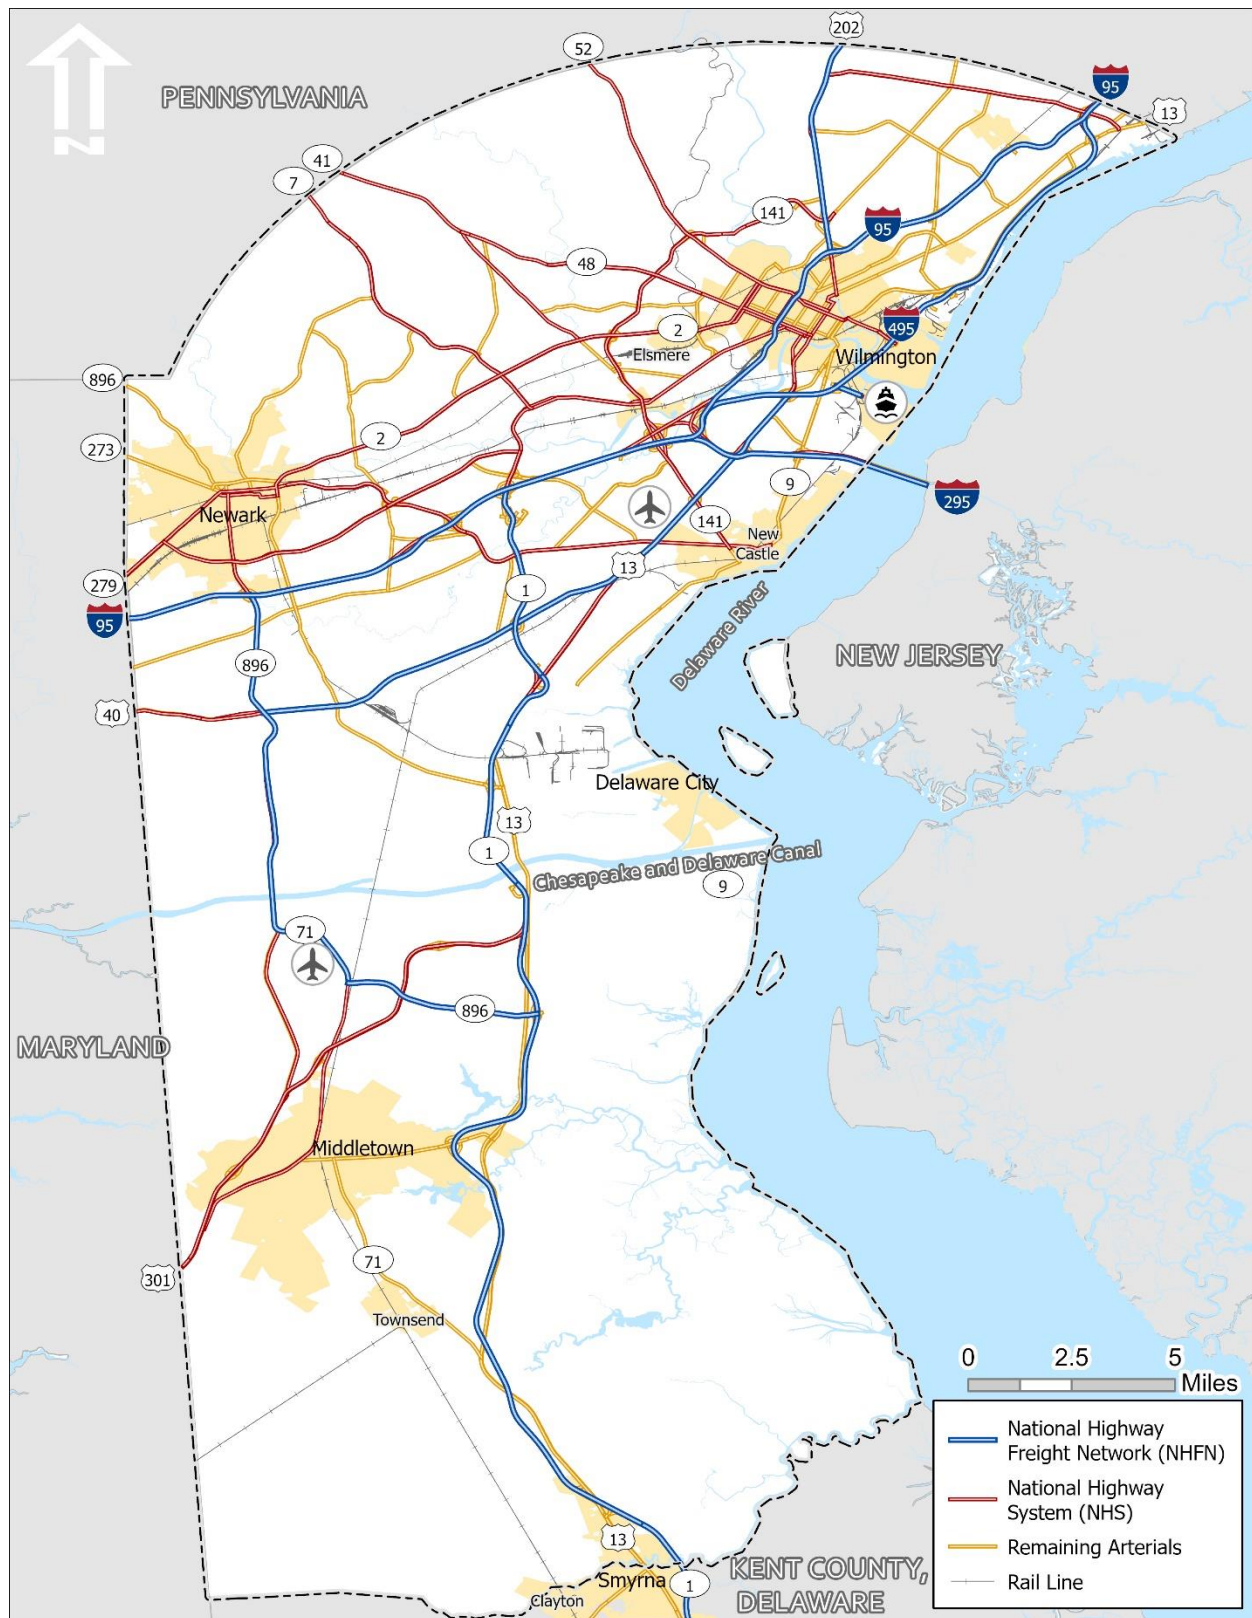 202
52
95
13
PENNSYLVANIA
41
7
141
95
48
495
2
Elsmere
Wilmington
896
2
273
9
295
Newark
141
New
Castle
13
279
1
95
Delaware River
896
NEW JERSEY
40
Delaware City
13
1
Chesapeake and Delaware Canal
9
71
896
MARYLAND
Middletown
71
301
Townsend
0
2.5
5
Miles
National Highway
Freight Network (NHFN)
National Highway
System (NHS)
Remaining Arterials
Rail Line
13
KENT COUNTY,
DELAWARE
Smyrna
1
Clayton
N